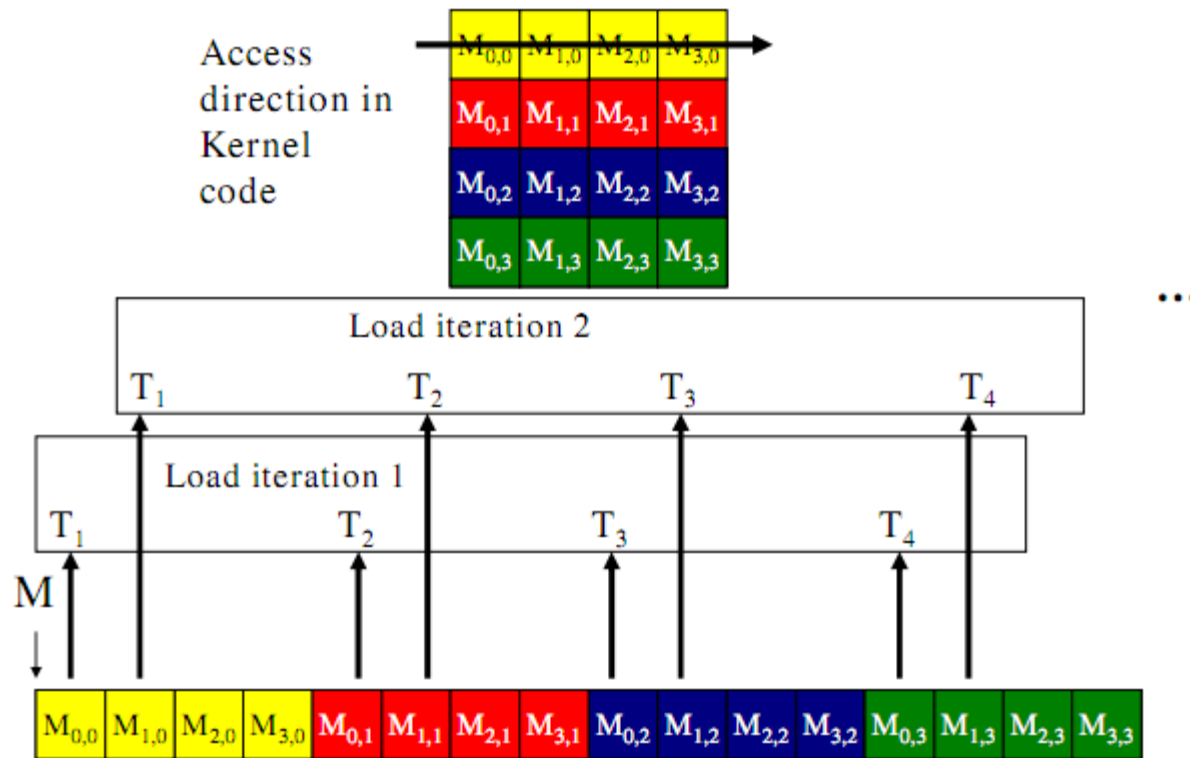 Access
direction in
Kernel
code
M0,0 M1,0 M2,0 M3,0
M0,1 M1,1 M2,1 M3,1
M0,2 M1,2 M2,2 M3,2
M0,3 M1,3 M2,3 M3,3
...
Load iteration 2
T1 T2 T3 T4
Load iteration 1
T1 T2 T3 T4
M
M0,0 M1,0 M2,0 M3,0 M0,1 M1,1 M2,1 M3,1 M0,2 M1,2 M2,2 M3,2 M0,3 M1,3 M2,3 M3,3